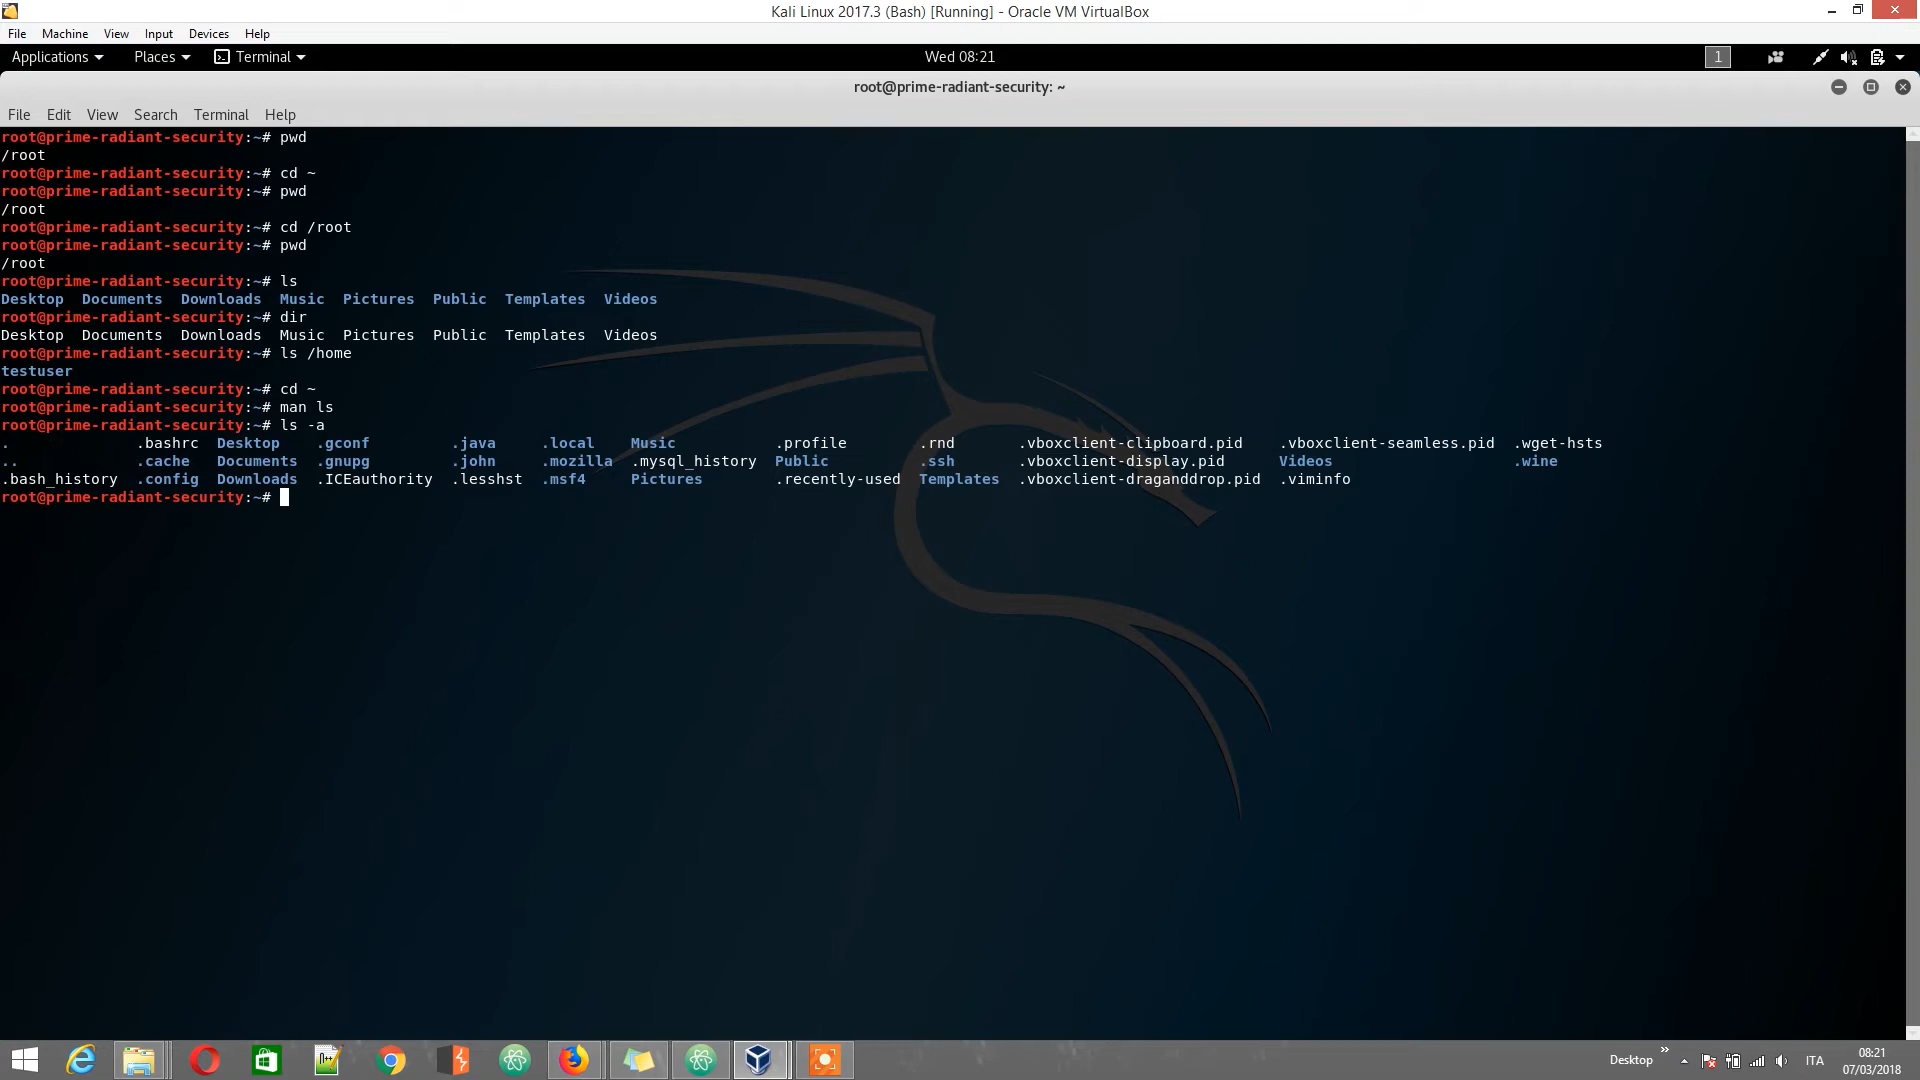 Kali Linux 2017.3 (Bash) [Running] - Oracle VM VirtualBox
File Machine View Input Devices Help
Applications Places Terminal Wed 08:21 1
root@prime-radiant-security: ~
File Edit View Search Terminal Help
root@prime-radiant-security:~# pwd
/root
root@prime-radiant-security:~# cd ~
root@prime-radiant-security:~# pwd
/root
root@prime-radiant-security:~# cd /root
root@prime-radiant-security:~# pwd
/root
root@prime-radiant-security:~# ls
Desktop Documents Downloads Music Pictures Public Templates Videos
root@prime-radiant-security:~# dir
Desktop Documents Downloads Music Pictures Public Templates Videos
root@prime-radiant-security:~# ls /home
testuser
root@prime-radiant-security:~# cd ~
root@prime-radiant-security:~# man ls
root@prime-radiant-security:~# ls -a
. .bashrc Desktop .gconf .java .local Music .profile .rnd .vboxclient-clipboard.pid .vboxclient-seamless.pid .wget-hsts
.. .cache Documents .gnupg .john .mozilla .mysql_history Public .ssh .vboxclient-display.pid Videos .wine
.bash_history .config Downloads .ICEauthority .lesshst .msf4 Pictures .recently-used Templates .vboxclient-draganddrop.pid .viminfo
root@prime-radiant-security:~#
Desktop » ITA 08:21
07/03/2018